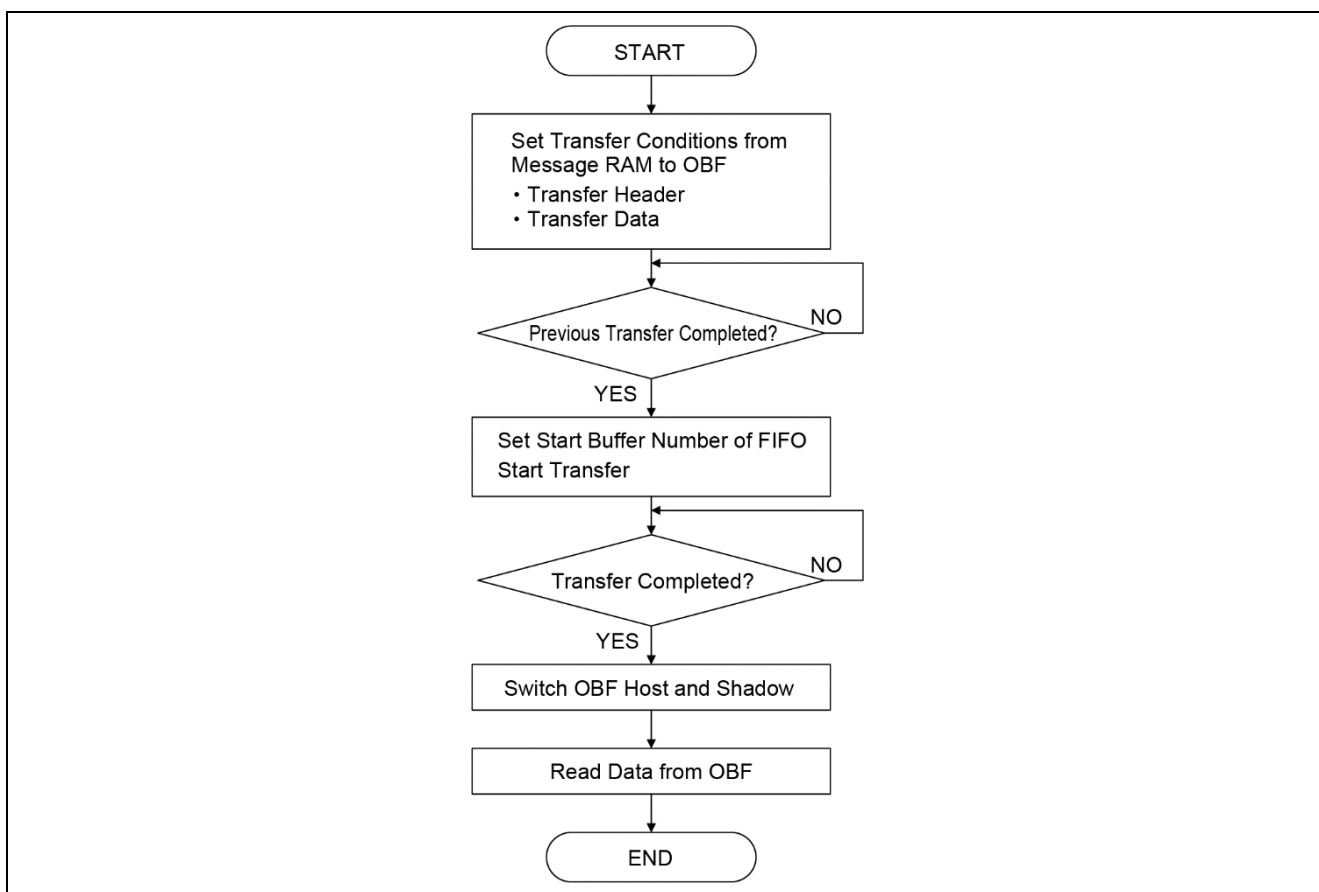 START
Set Transfer Conditions from
Message RAM to OBF
・Transfer Header
・Transfer Data
Previous Transfer Completed?
NO
YES
Set Start Buffer Number of FIFO
Start Transfer
Transfer Completed?
NO
YES
Switch OBF Host and Shadow
Read Data from OBF
END